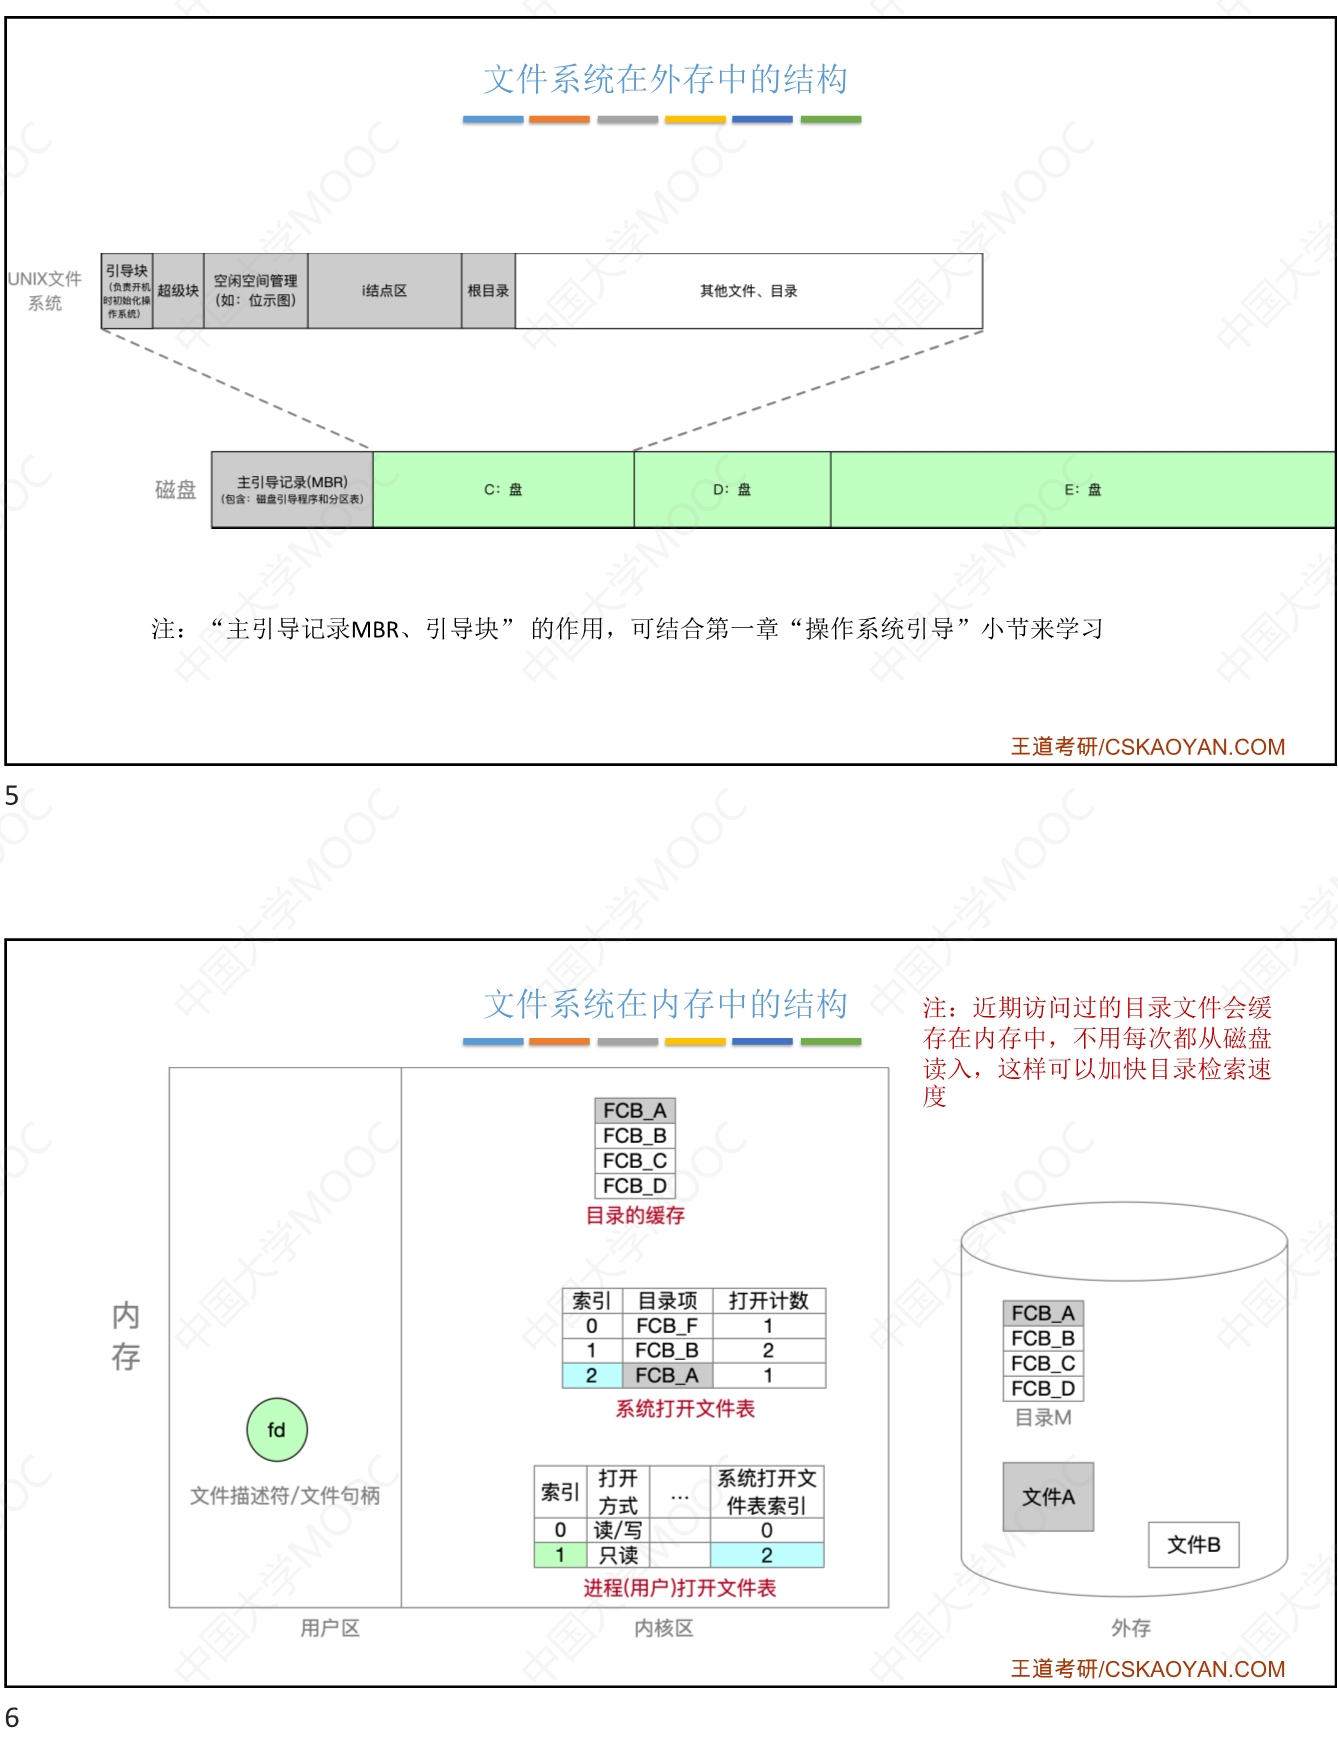 文件系统在外存中的结构
UNIX文件
系统
引导块
（负责开机
时初始化操
作系统）
超级块
空闲空间管理
（如：位示图）
i结点区
根目录
其他文件、目录
磁盘
主引导记录(MBR)
（包含：磁盘引导程序和分区表）
C：盘
D：盘
E：盘
注：“主引导记录MBR、引导块”的作用，可结合第一章“操作系统引导”小节来学习
王道考研/CSKAOYAN.COM
5
文件系统在内存中的结构
注：近期访问过的目录文件会缓
存在内存中，不用每次都从磁盘
读入，这样可以加快目录检索速
度
FCB_A
FCB_B
FCB_C
FCB_D
目录的缓存
内
存
索引 目录项 打开计数
0 FCB_F 1
1 FCB_B 2
2 FCB_A 1
系统打开文件表
fd
文件描述符/文件句柄
索引 打开方式 … 系统打开文件表索引
0 读/写 0
1 只读 2
进程(用户)打开文件表
用户区
内核区
FCB_A
FCB_B
FCB_C
FCB_D
目录M
文件A
文件B
外存
王道考研/CSKAOYAN.COM
6
中国大学MOOC